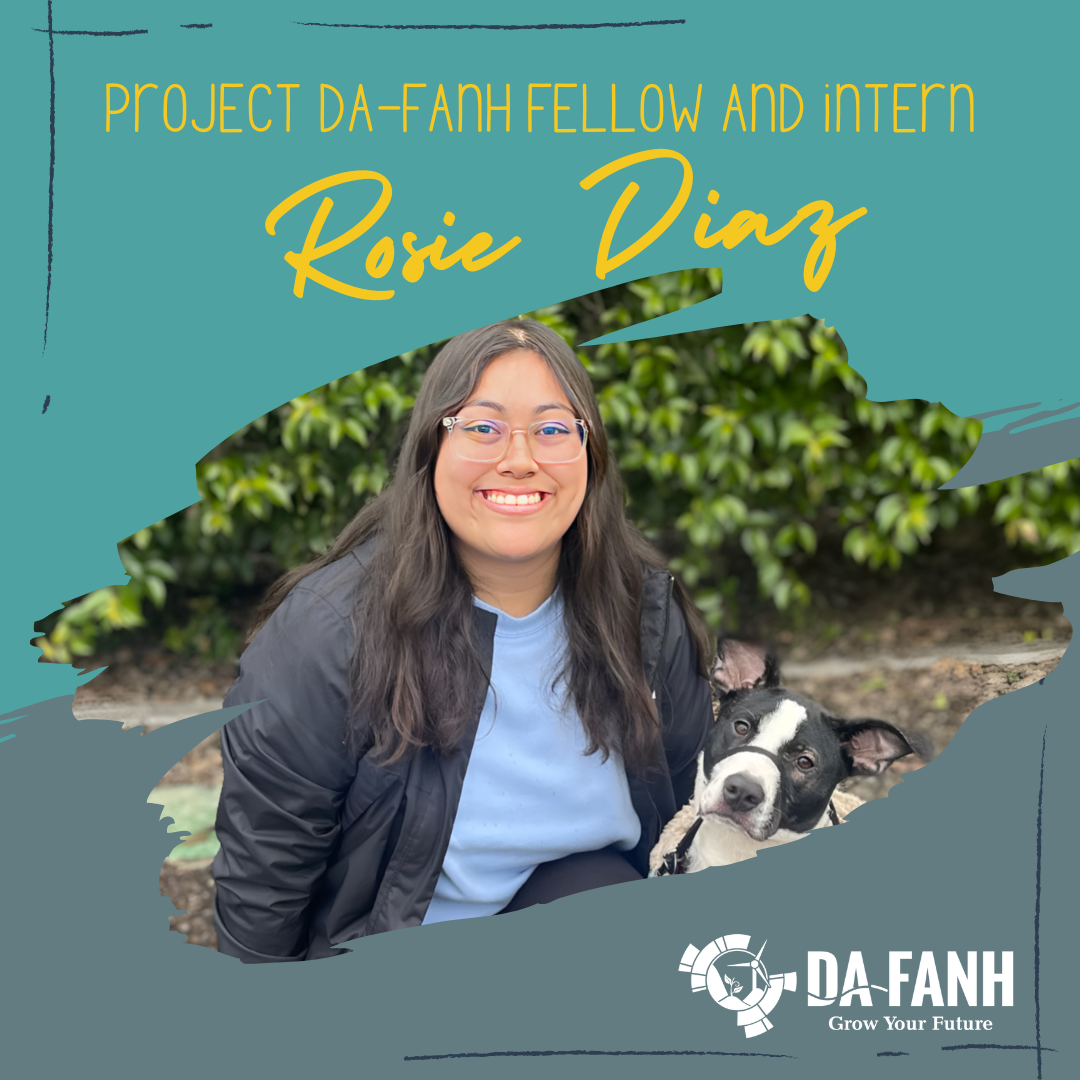 PROJECT DA-FANH FELLOW AND INTERN
Rosie Diaz
DA-FANH
Grow Your Future